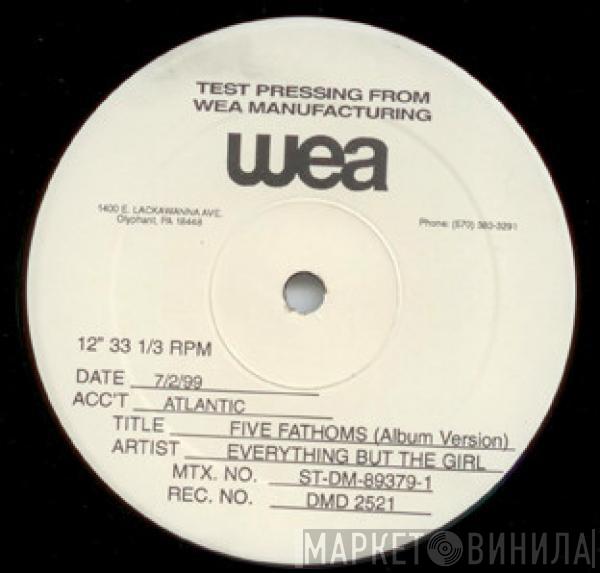 TEST PRESSING FROM
WEA MANUFACTURING
wea
1400 E. LACKAWANNA AVE.
Olyphant, PA 18448
Phone: (570) 383-3291
12" 33 1/3 RPM
DATE 7/2/99
ACC'T ATLANTIC
TITLE FIVE FATHOMS (Album Version)
ARTIST EVERYTHING BUT THE GIRL
MTX. NO. ST-DM-89379-1
REC. NO. DMD 2521
МАРКЕТ ВИНИЛА